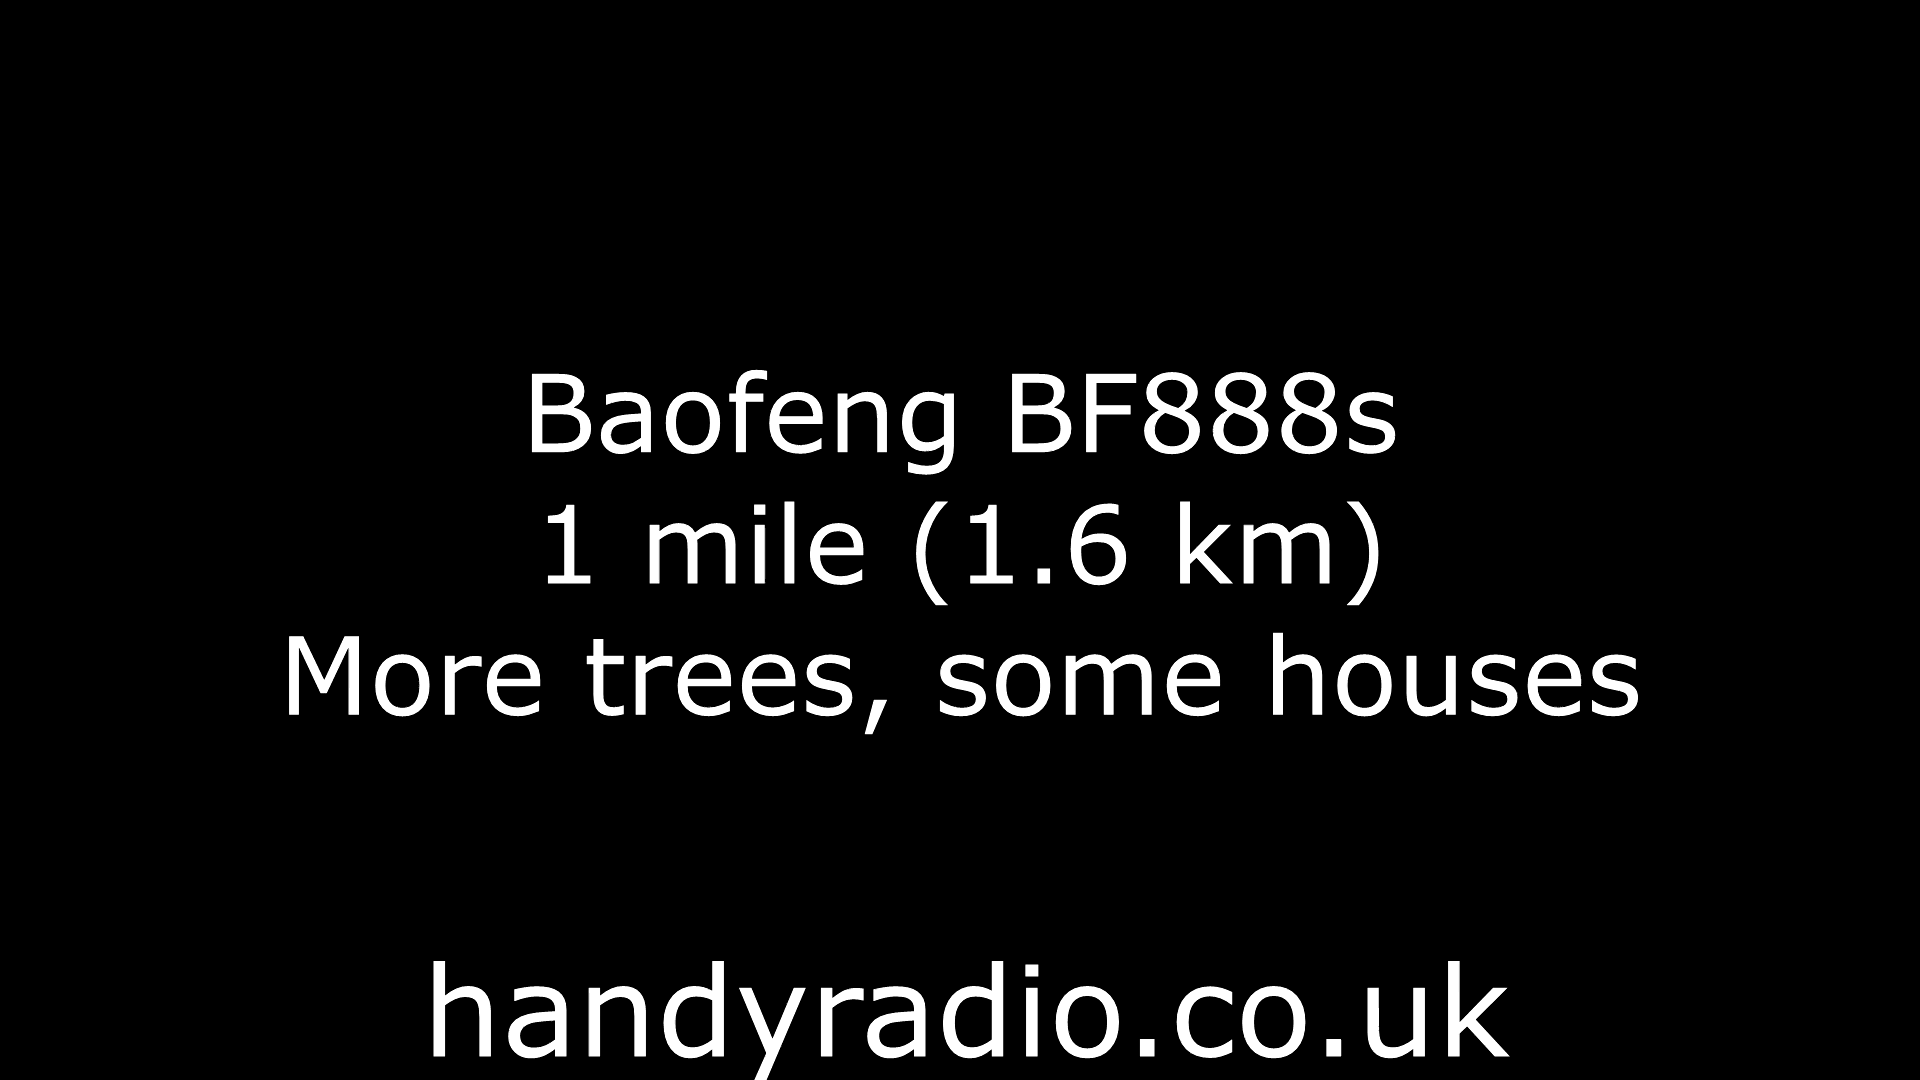 Baofeng BF888s
1 mile (1.6 km)
More trees, some houses
handyradio.co.uk